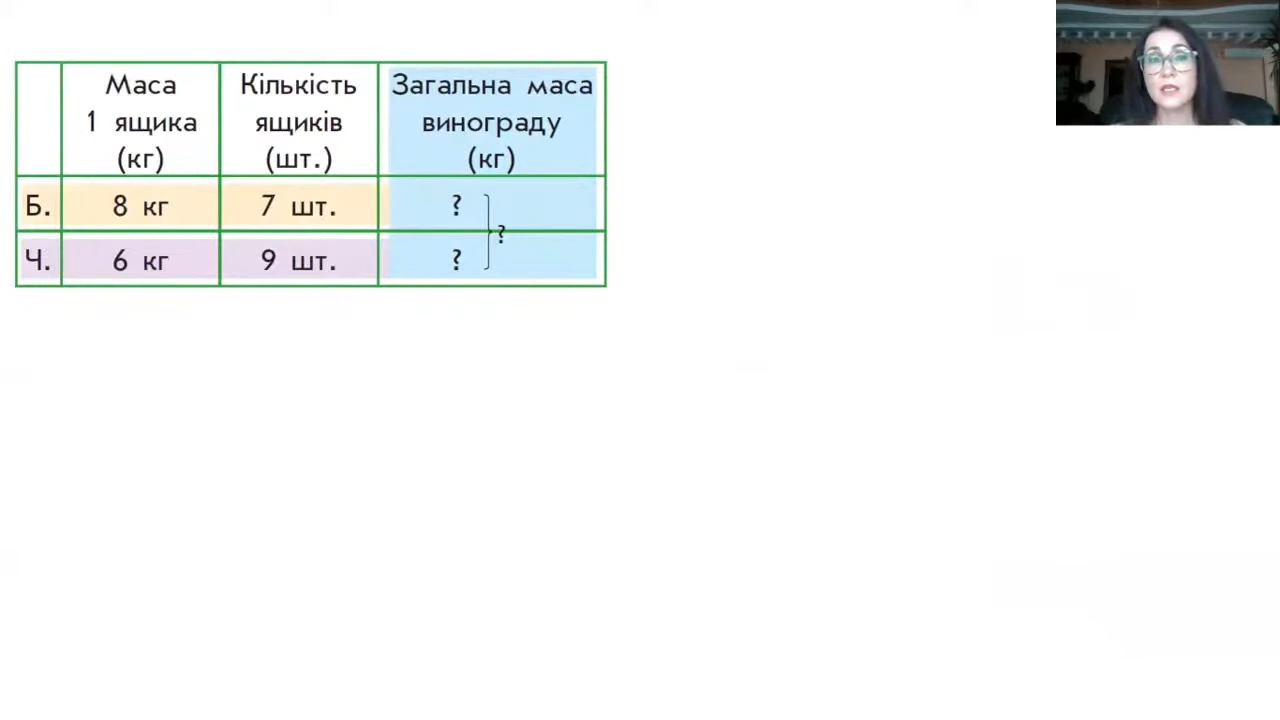 Маса
1 ящика
(кг)
Кількість
ящиків
(шт.)
Загальна маса
винограду
(кг)
Б. 8 кг 7 шт. ?
?
Ч. 6 кг 9 шт. ?